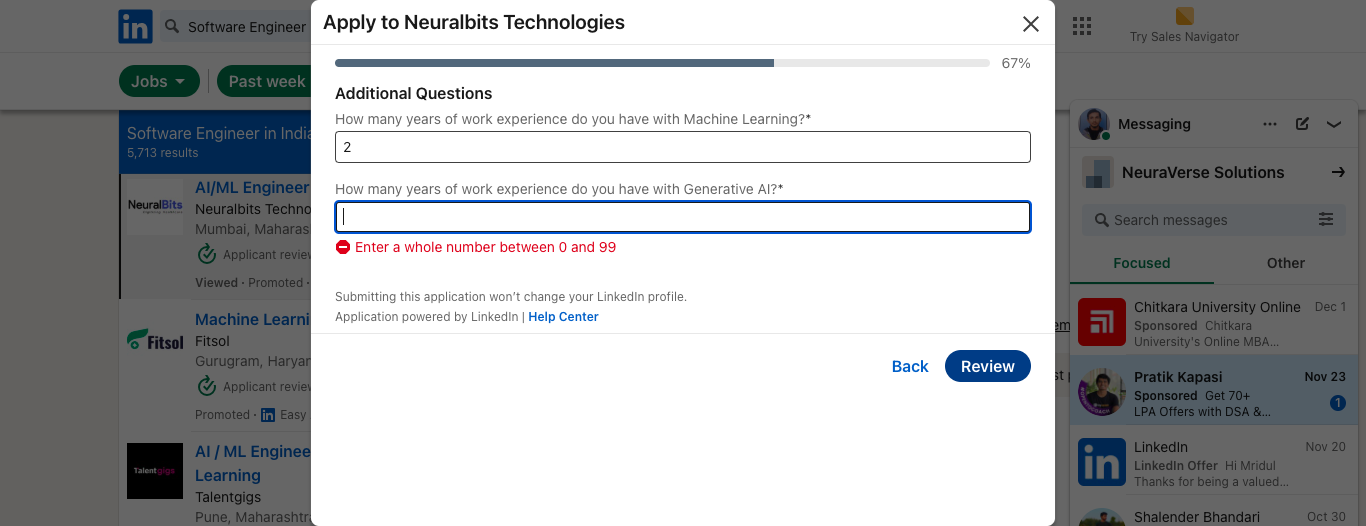 Apply to Neuralbits Technologies
67%
Additional Questions
How many years of work experience do you have with Machine Learning?*
2
How many years of work experience do you have with Generative AI?*
Enter a whole number between 0 and 99
Submitting this application won't change your LinkedIn profile.
Application powered by LinkedIn | Help Center
Back
Review
in
Software Engineer
Try Sales Navigator
Jobs
Past week
Software Engineer in India
5,713 results
NeuralBits
AI/ML Engineer
Neuralbits Techno
Mumbai, Maharas
Applicant review
Viewed · Promoted ·
Fitsol
Machine Learni
Fitsol
Gurugram, Haryan
Applicant review
Promoted · in Easy
Talentgigs
AI / ML Enginee
Learning
Talentgigs
Pune, Maharashtr
Messaging
NeuraVerse Solutions
Search messages
Focused
Other
Chitkara University Online
Dec 1
Sponsored Chitkara
University's Online MBA...
Pratik Kapasi
Nov 23
Sponsored Get 70+
LPA Offers with DSA &...
1
in
LinkedIn
Nov 20
LinkedIn Offer Hi Mridul
Thanks for being a valued...
Shalender Bhandari
Oct 30